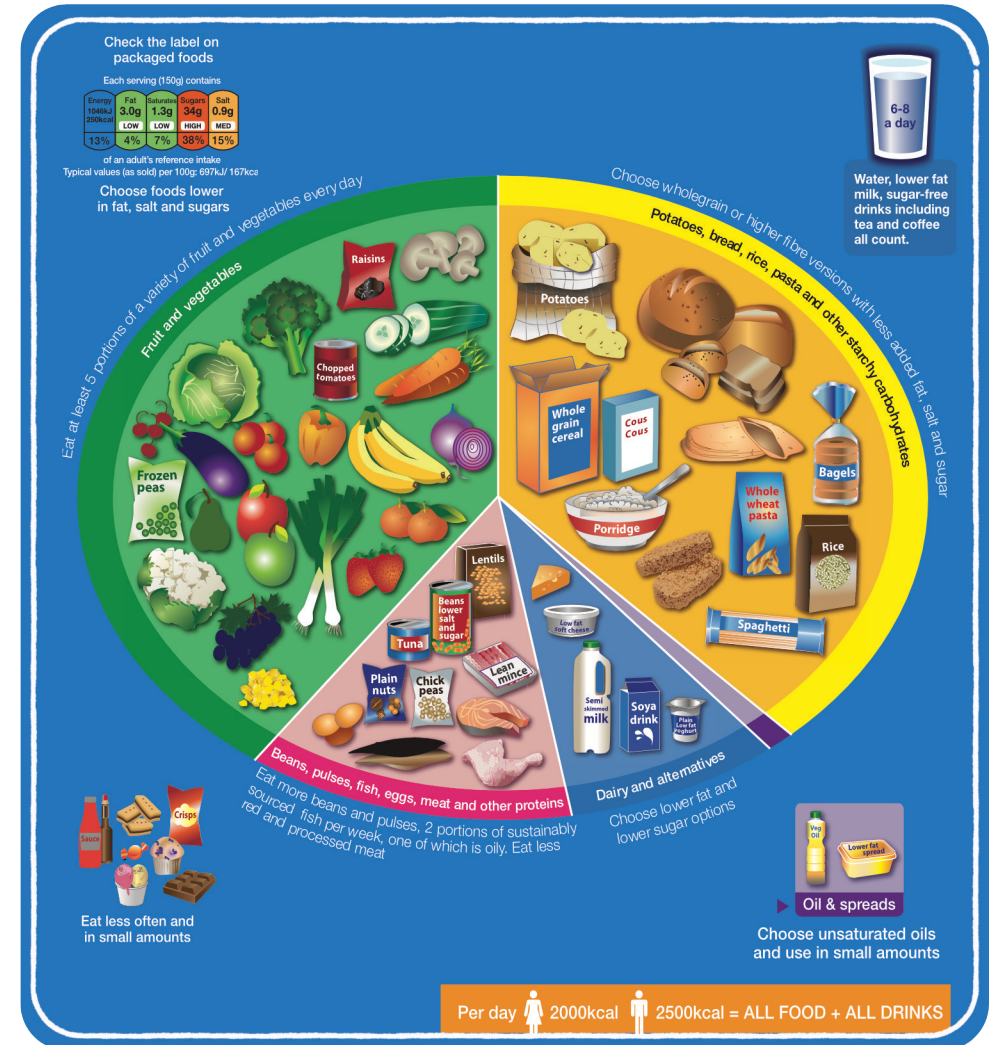 Check the label on
packaged foods
Each serving (150g) contains
Energy
1046kJ
250kcal
13%
Fat
3.0g
LOW
4%
Saturates
1.3g
LOW
7%
Sugars
34g
HIGH
38%
Salt
0.9g
MED
15%
of an adult's reference intake
Typical values (as sold) per 100g: 697kJ/ 167kca
Choose foods lower
in fat, salt and sugars
6-8
a day
Water, lower fat
milk, sugar-free
drinks including
tea and coffee
all count.
Eat at least 5 portions of a variety of fruit and vegetables every day
Fruit and vegetables
Raisins
Chopped
tomatoes
Frozen
peas
Choose wholegrain or higher fibre versions with less added fat, salt and sugar
Potatoes, bread, rice, pasta and other starchy carbohydrates
Potatoes
Whole
grain
cereal
Cous
Cous
Bagels
Porridge
Whole
wheat
pasta
Rice
Spaghetti
Lentils
Beans
lower
salt
and
sugar
Tuna
Lean
mince
Plain
nuts
Chick
peas
Beans, pulses, fish, eggs, meat and other proteins
Eat more beans and pulses, 2 portions of sustainably
sourced fish per week, one of which is oily. Eat less
red and processed meat
Low fat
soft cheese
Semi
skimmed
milk
Soya
drink
Plain
Low fat
yoghurt
Dairy and alternatives
Choose lower fat and
lower sugar options
Sauce
Crisps
Eat less often and
in small amounts
Veg
Oil
Lower fat
spread
Oil & spreads
Choose unsaturated oils
and use in small amounts
Per day 2000kcal 2500kcal = ALL FOOD + ALL DRINKS